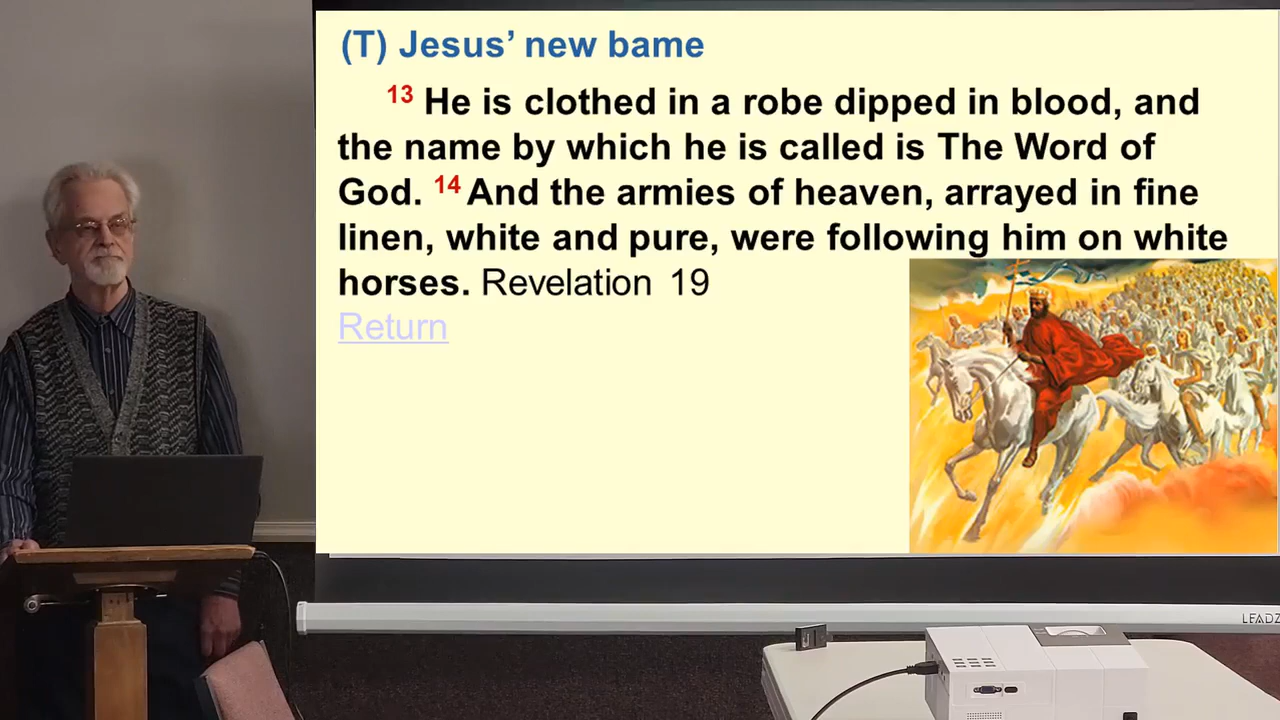 (T) Jesus’ new bame
13 He is clothed in a robe dipped in blood, and
the name by which he is called is The Word of
God. 14 And the armies of heaven, arrayed in fine
linen, white and pure, were following him on white
horses. Revelation 19
Return
LEADZ